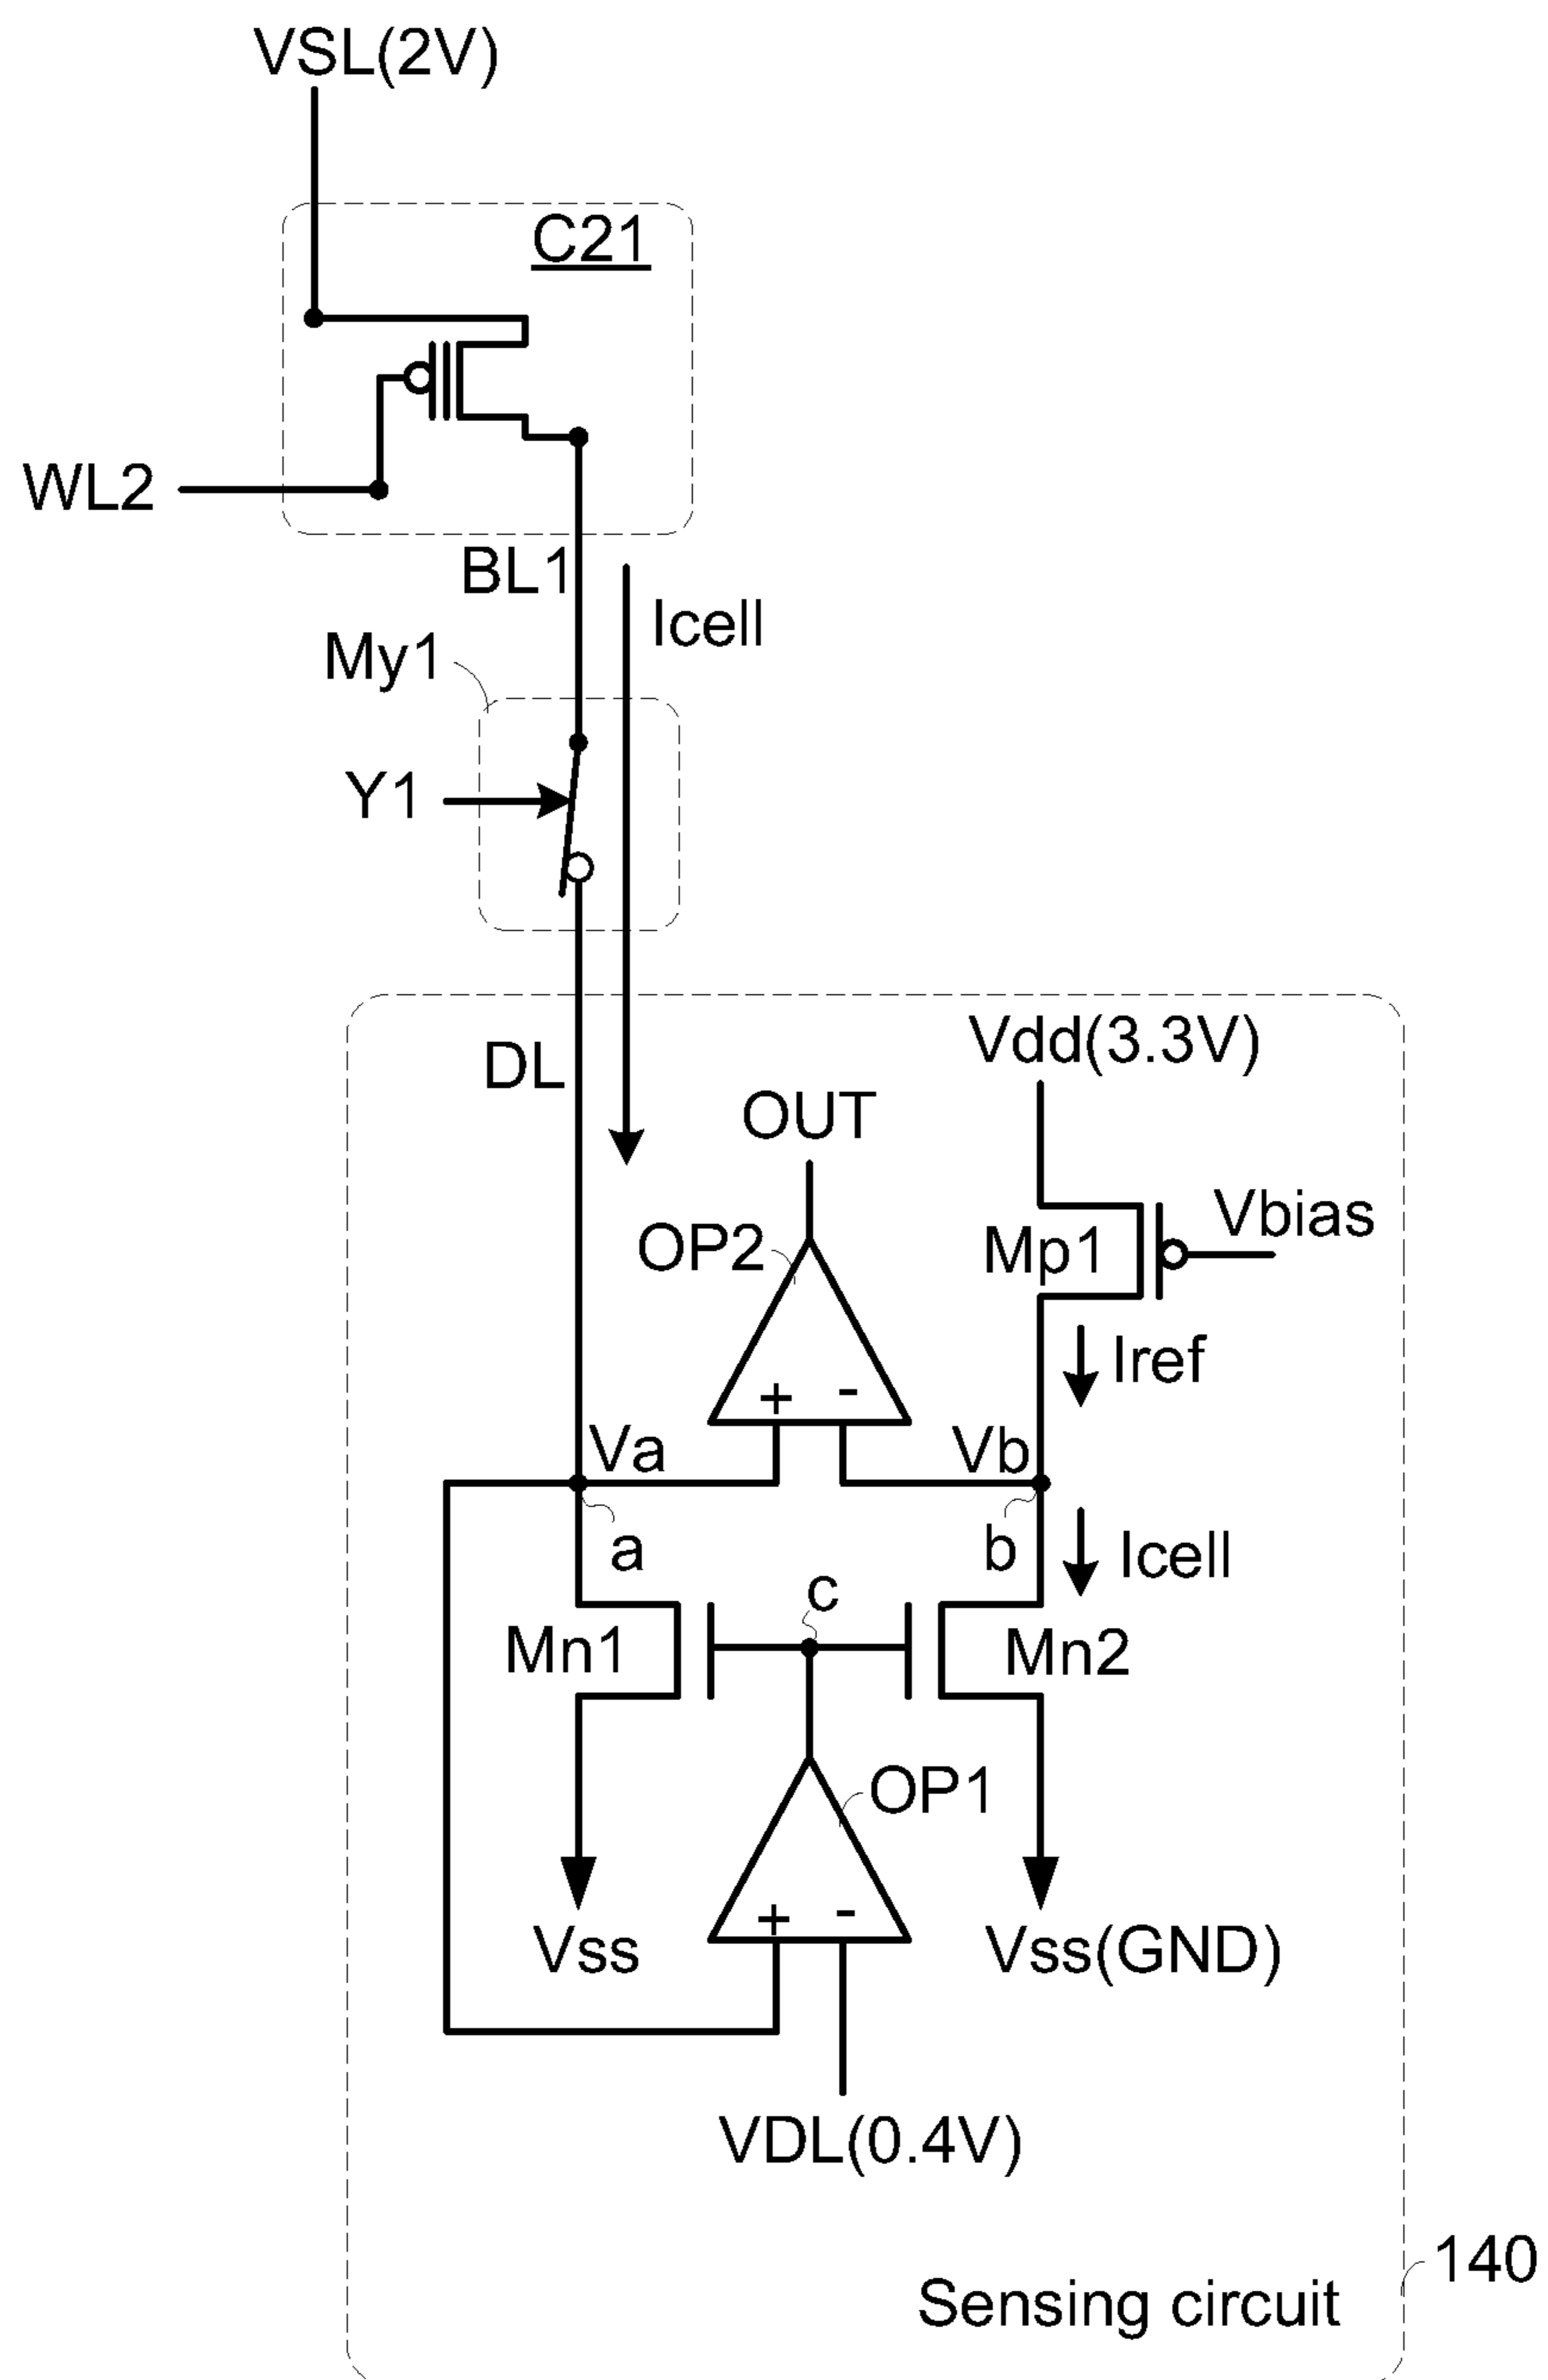 VSL(2V)
C21
WL2
BL1
Icell
My1
Y1
DL
Vdd(3.3V)
OUT
OP2
Mp1
Vbias
Iref
+ -
Va
Vb
a
b
Icell
c
Mn1
Mn2
OP1
+ -
Vss
Vss(GND)
VDL(0.4V)
140
Sensing circuit